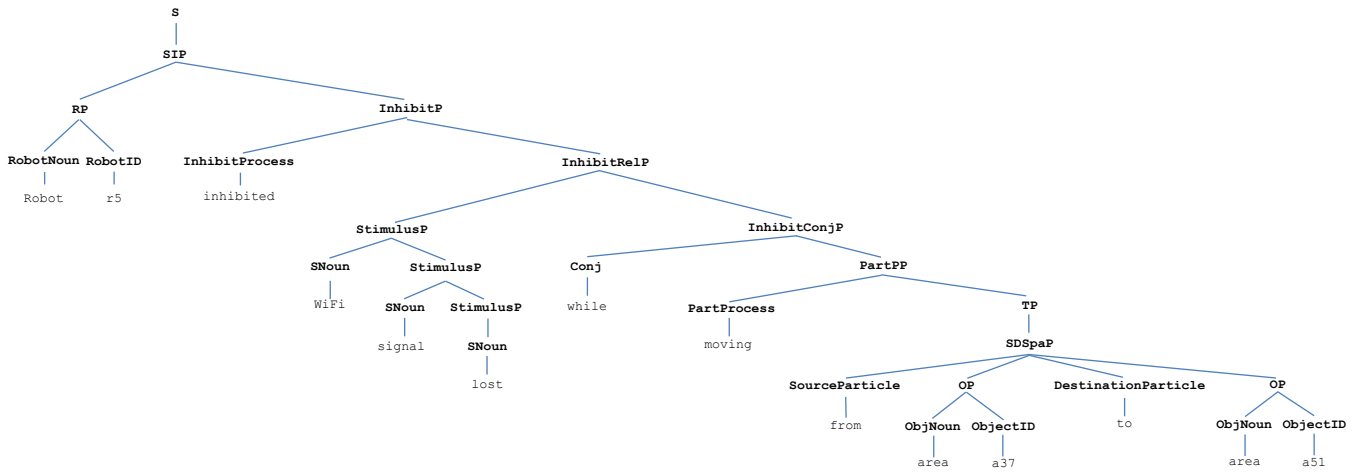 S
SIP
RP InhibitP
RobotNoun RobotID InhibitProcess InhibitRelP
Robot r5 inhibited
StimulusP InhibitConjP
SNoun StimulusP Conj PartPP
WiFi SNoun StimulusP while PartProcess TP
signal SNoun moving SDSpaP
lost SourceParticle OP DestinationParticle OP
from ObjNoun ObjectID to ObjNoun ObjectID
area a37 area a51